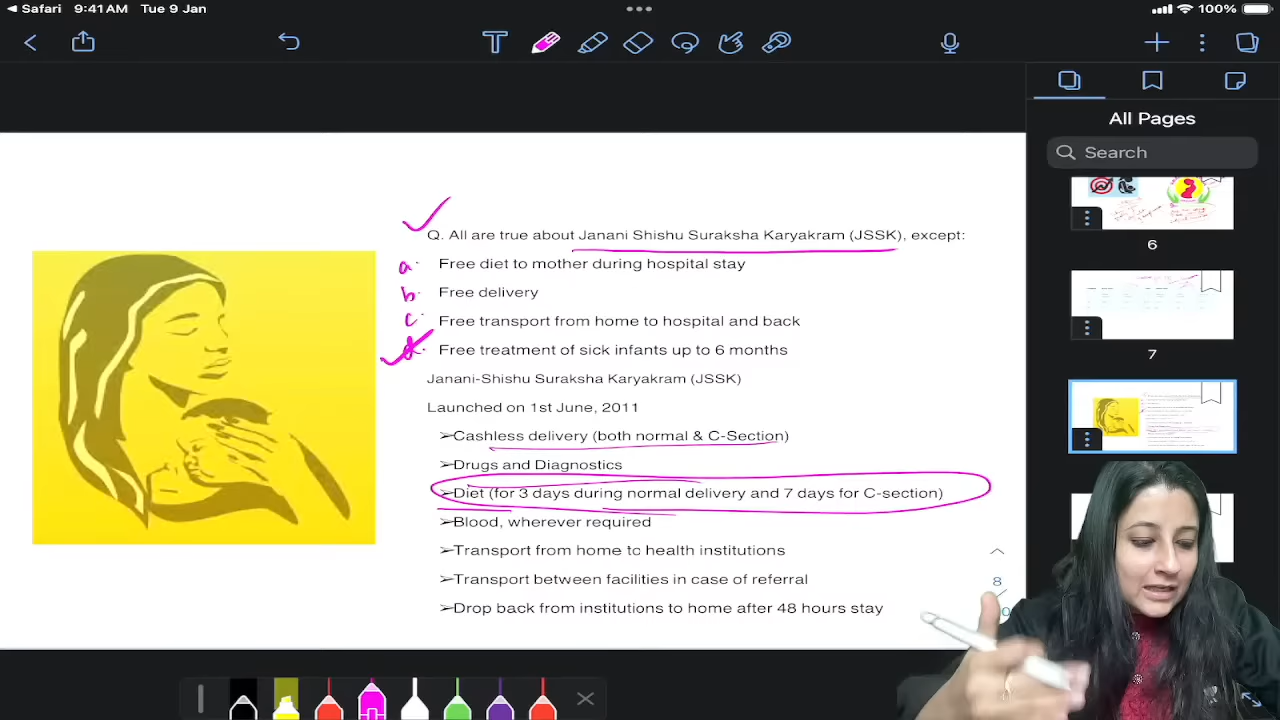 Safari 9:41AM Tue 9 Jan
100%
T
All Pages
Search
6
7
Q. All are true about Janani Shishu Suraksha Karyakram (JSSK), except:
a. Free diet to mother during hospital stay
b. Free delivery
c. Free transport from home to hospital and back
d. Free treatment of sick infants up to 6 months
Janani-Shishu Suraksha Karyakram (JSSK)
Launched on 1st June, 2011
➢Cashless delivery (both normal & C-Section)
➢Drugs and Diagnostics
➢Diet (for 3 days during normal delivery and 7 days for C-section)
➢Blood, wherever required
➢Transport from home to health institutions
➢Transport between facilities in case of referral
➢Drop back from institutions to home after 48 hours stay
8